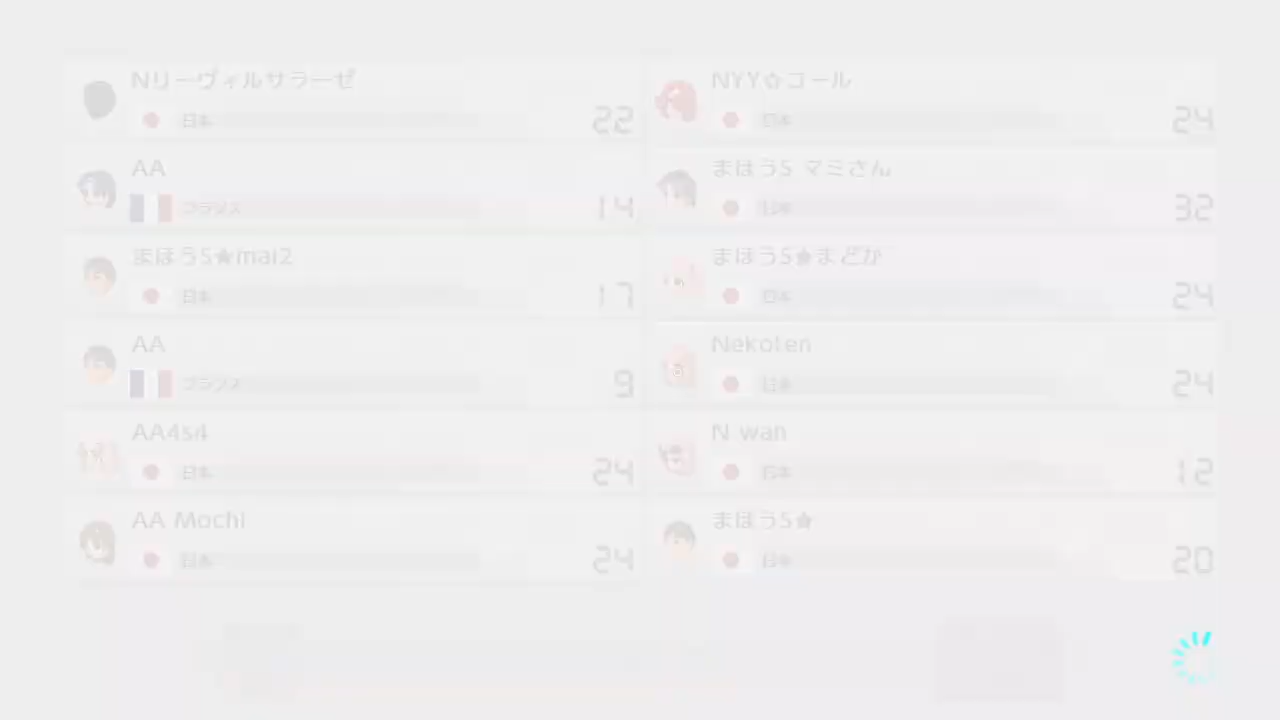 Nリーヴィルサラーゼ
日本
22
AA
フランス
14
まほうS★mai2
日本
17
AA
フランス
9
AA4s4
日本
24
AA Mochi
日本
24
NYY☆コール
日本
24
まほうS マミさん
日本
32
まほうS★まどか
日本
24
Nekoten
日本
24
N wan
日本
12
まほうS★
日本
20